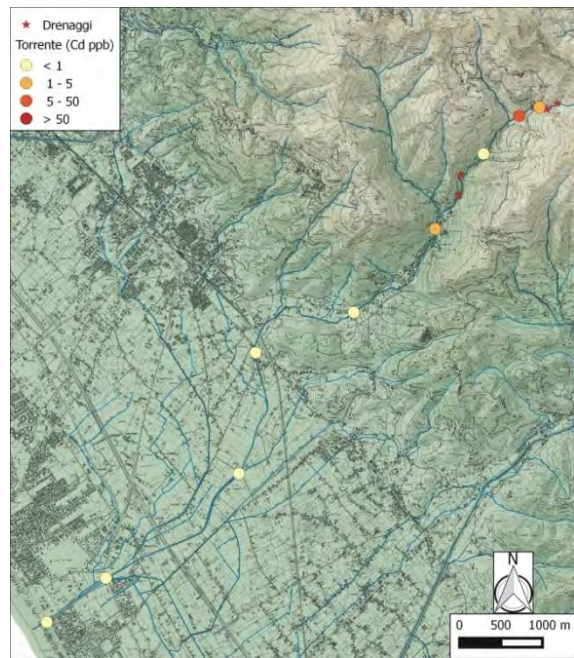 Drenaggi
Torrente (Cd ppb)
< 1
1 - 5
5 - 50
> 50
N
0 500 1000 m